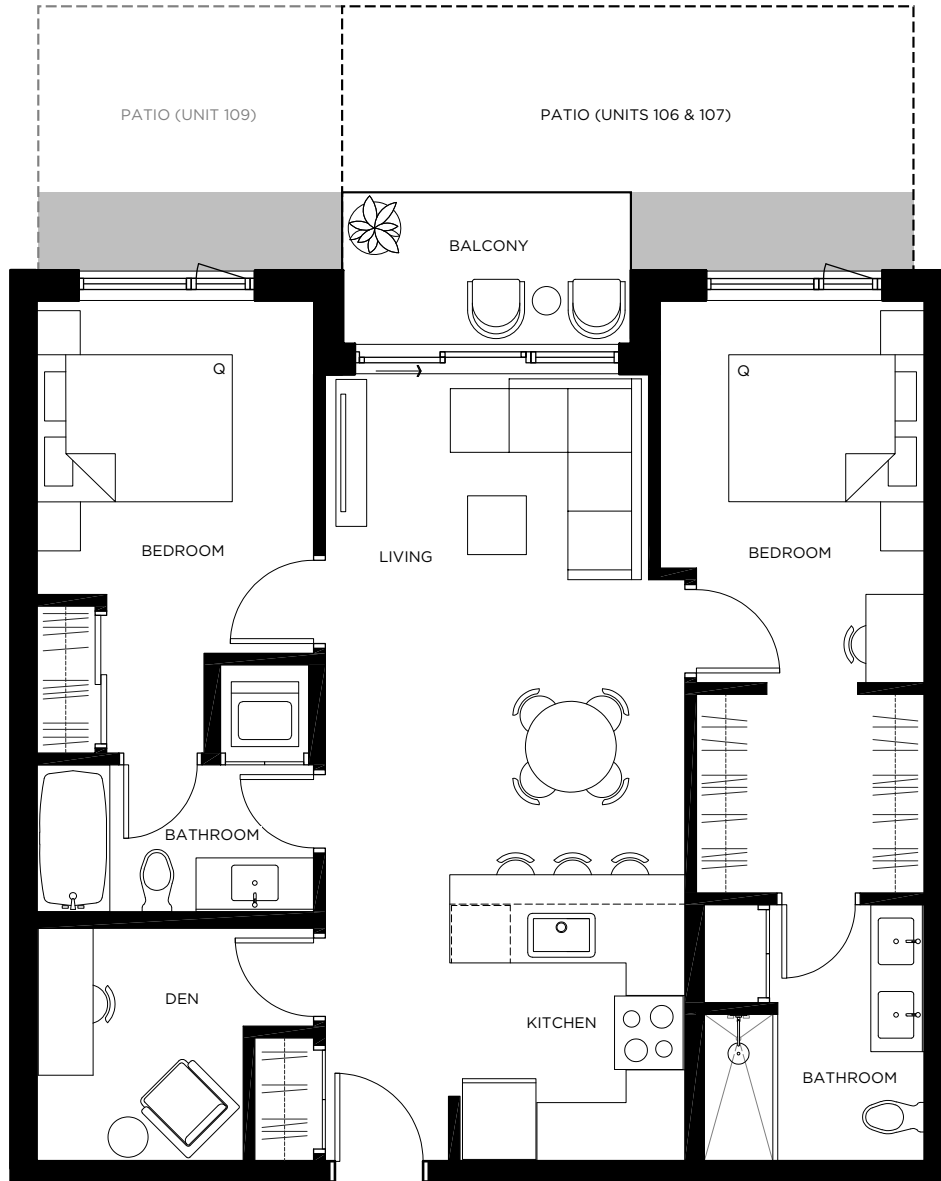 PATIO (UNIT 109)
PATIO (UNITS 106 & 107)
BALCONY
Q
Q
BEDROOM
LIVING
BEDROOM
BATHROOM
DEN
KITCHEN
BATHROOM